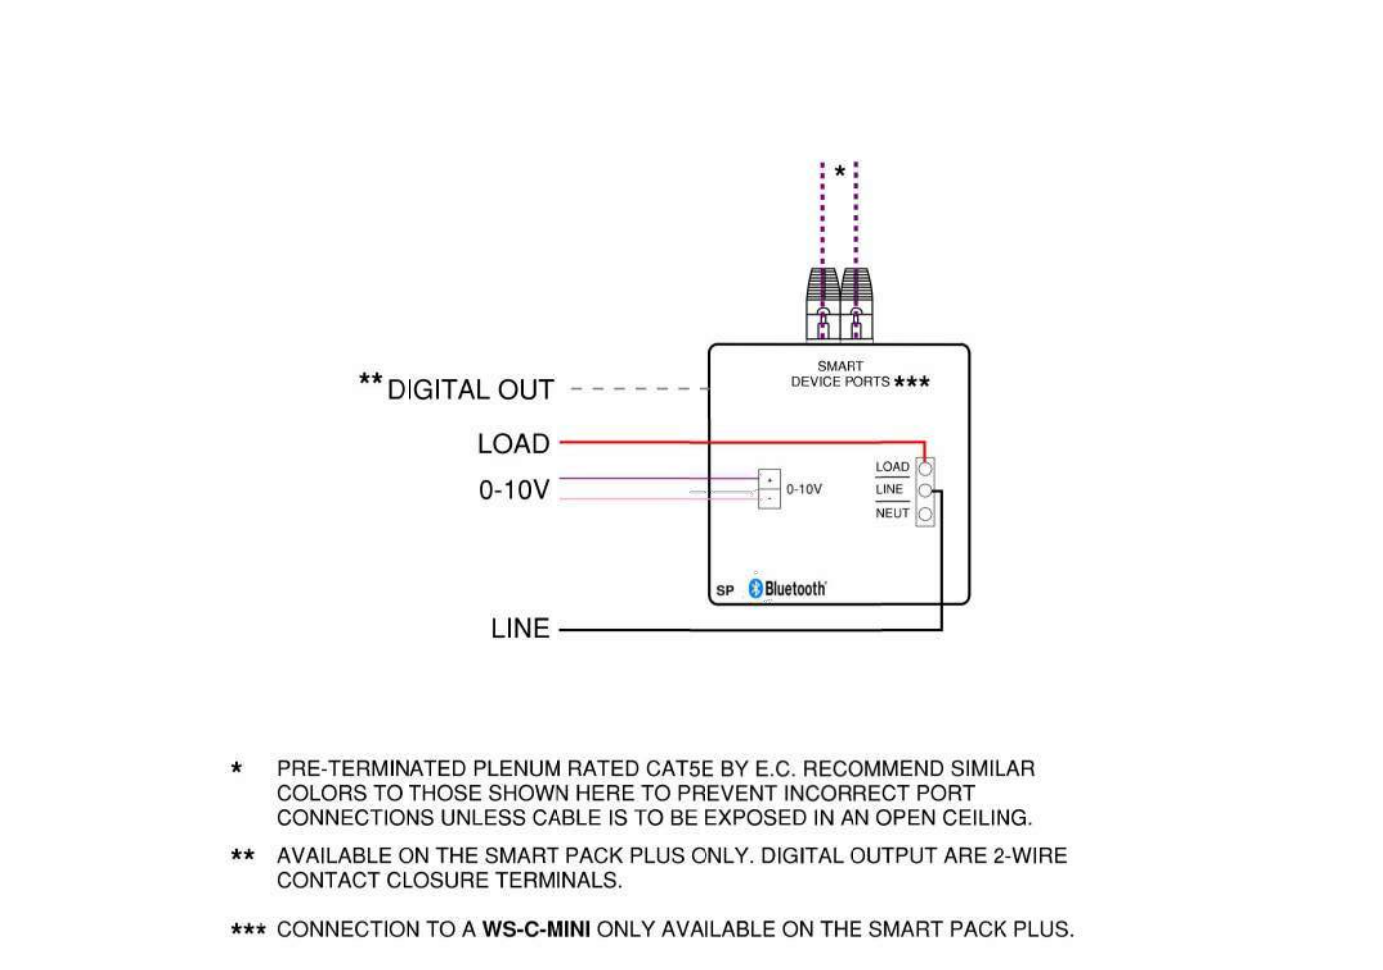 *
SMART
DEVICE PORTS ***
**DIGITAL OUT
LOAD
LOAD
0-10V
+
-
0-10V
LINE
NEUT
SP Bluetooth
LINE
* PRE-TERMINATED PLENUM RATED CAT5E BY E.C. RECOMMEND SIMILAR
COLORS TO THOSE SHOWN HERE TO PREVENT INCORRECT PORT
CONNECTIONS UNLESS CABLE IS TO BE EXPOSED IN AN OPEN CEILING.
** AVAILABLE ON THE SMART PACK PLUS ONLY. DIGITAL OUTPUT ARE 2-WIRE
CONTACT CLOSURE TERMINALS.
*** CONNECTION TO A WS-C-MINI ONLY AVAILABLE ON THE SMART PACK PLUS.